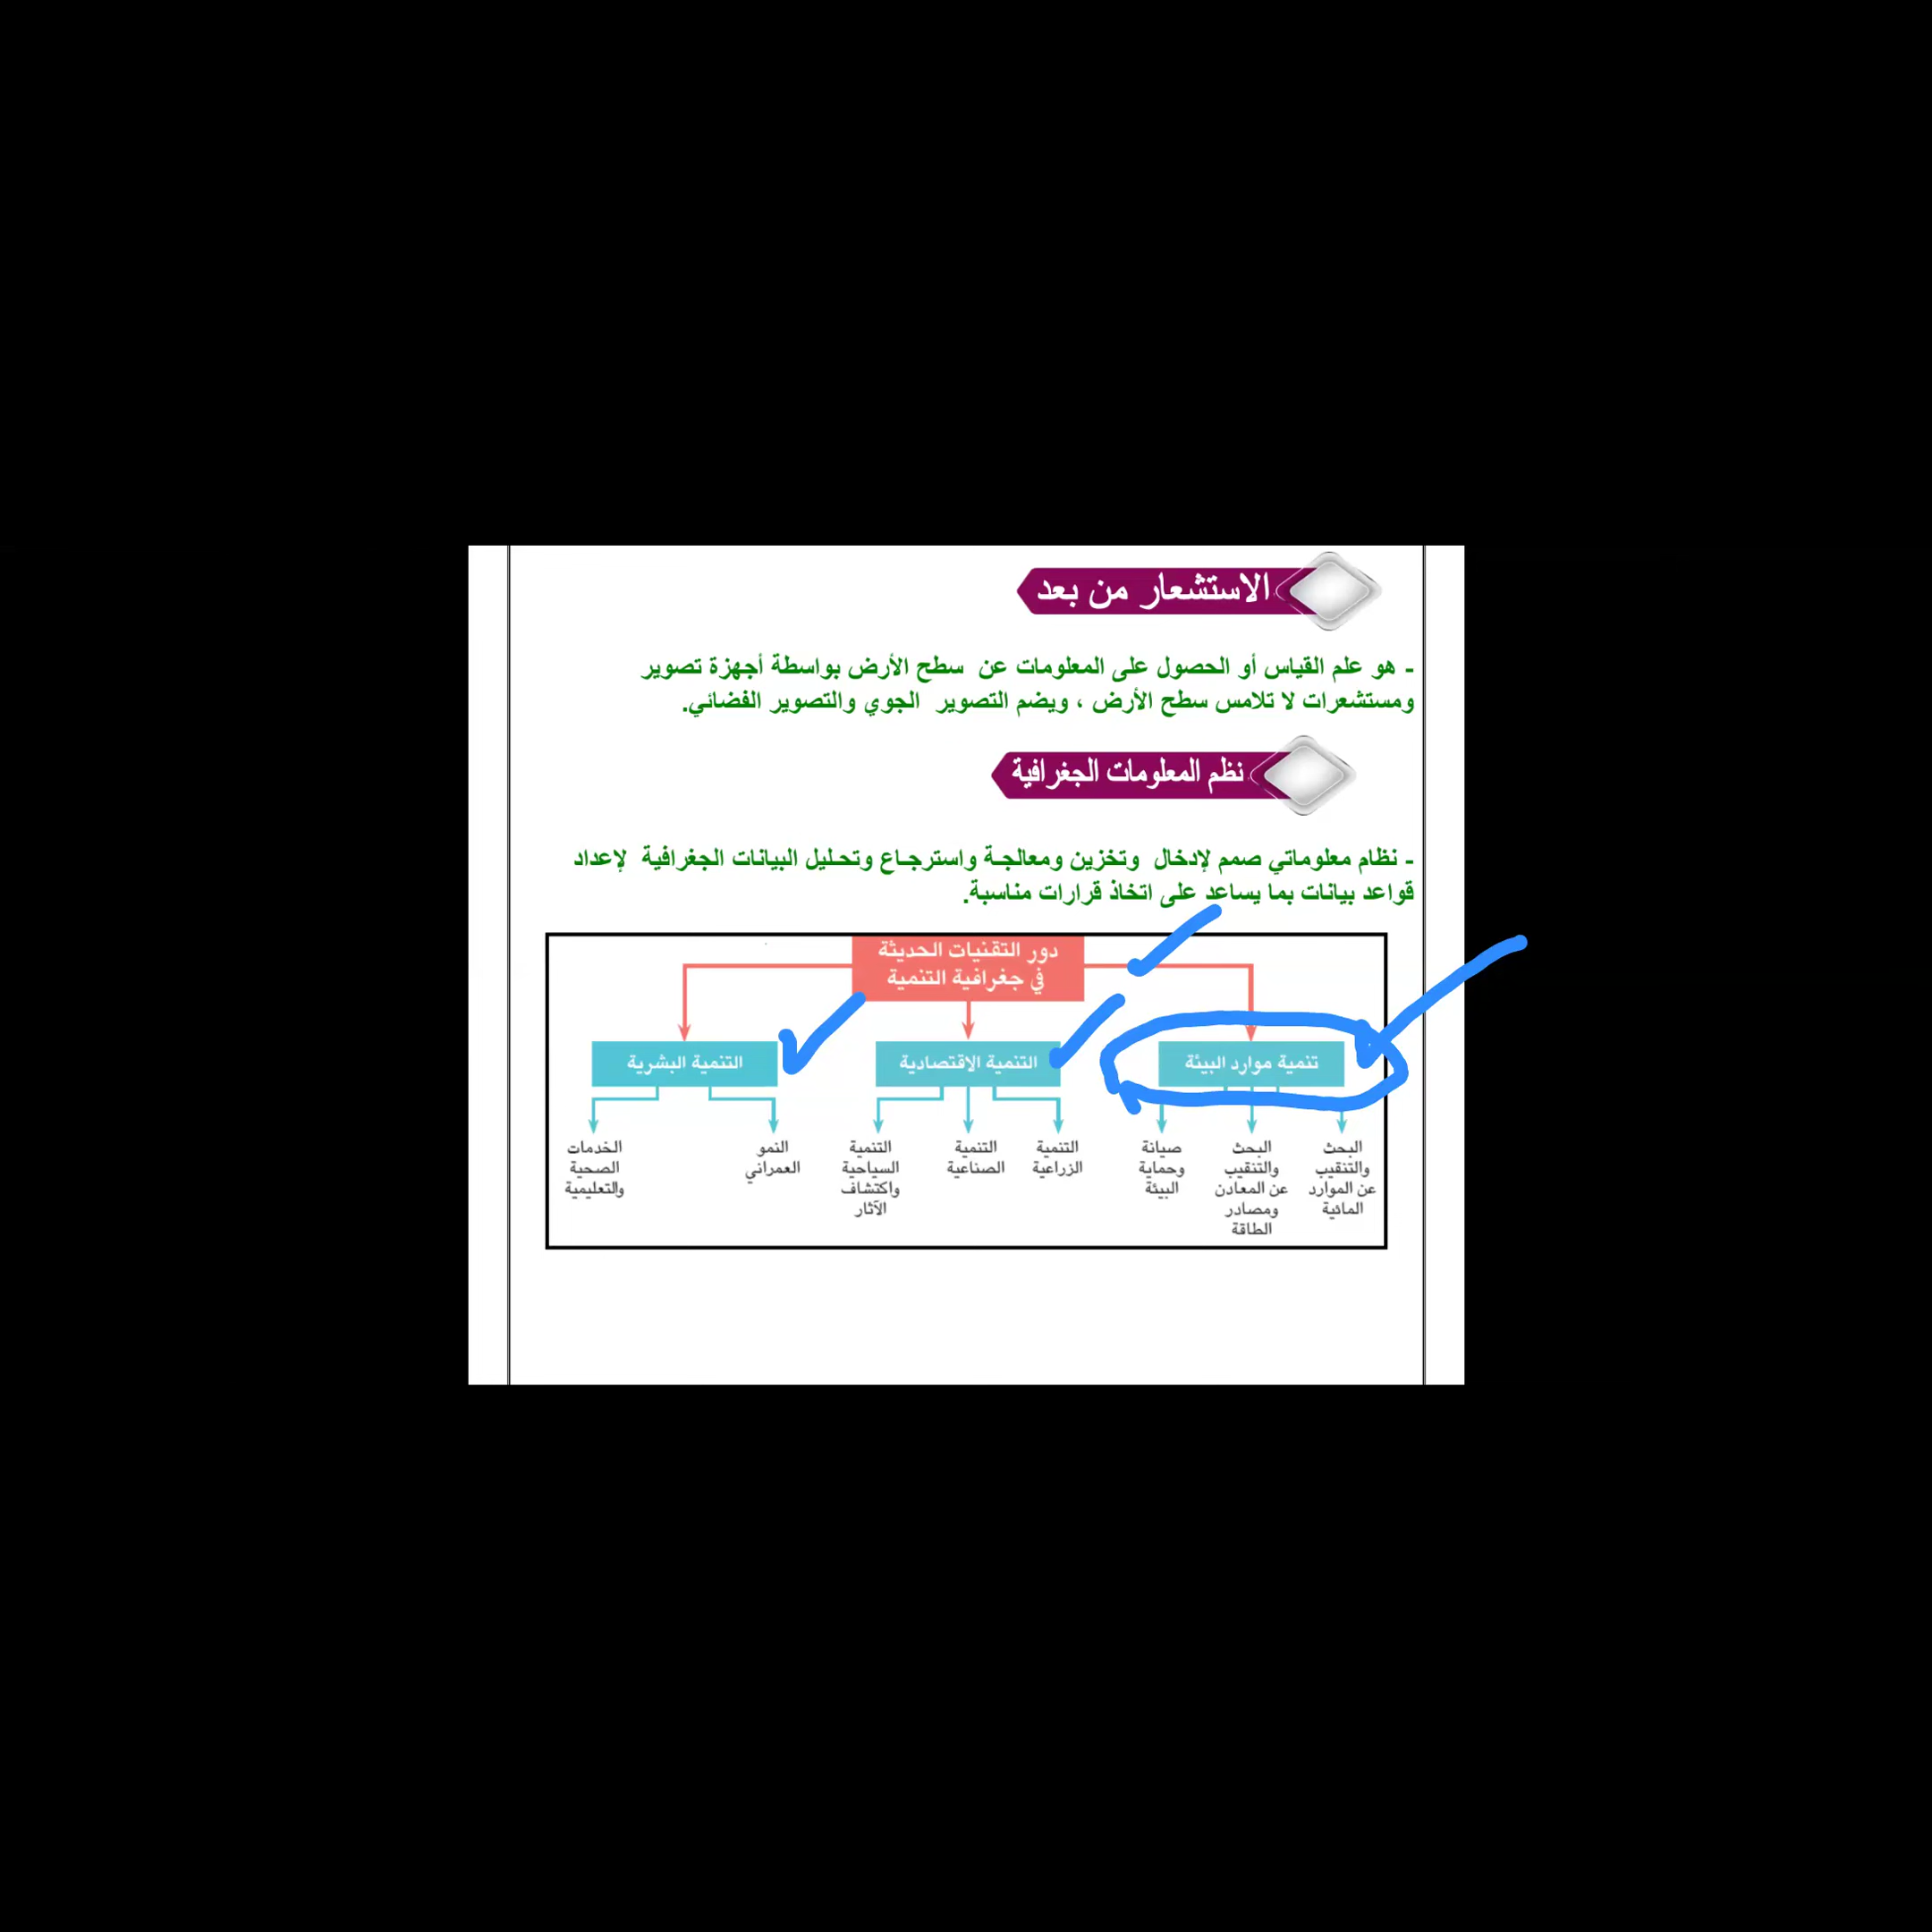 الاستشعار من بعد
- هو علم القياس أو الحصول على المعلومات عن سطح الأرض بواسطة أجهزة تصوير
ومستشعرات لا تلامس سطح الأرض ، ويضم التصوير الجوي والتصوير الفضائي.
نظم المعلومات الجغرافية
- نظام معلوماتي صمم لإدخال وتخزين ومعالجة واسترجاع وتحليل البيانات الجغرافية لإعداد
قواعد بيانات بما يساعد على اتخاذ قرارات مناسبة.
دور التقنيات الحديثة
في جغرافية التنمية
تنمية موارد البيئة
البحث
والتنقيب
عن الموارد
المائية
البحث
والتنقيب
عن المعادن
ومصادر
الطاقة
صيانة
وحماية
البيئة
التنمية الاقتصادية
التنمية
الزراعية
التنمية
الصناعية
التنمية
السياحية
واكتشاف
الآثار
التنمية البشرية
النمو
العمراني
الخدمات
الصحية
والتعليمية